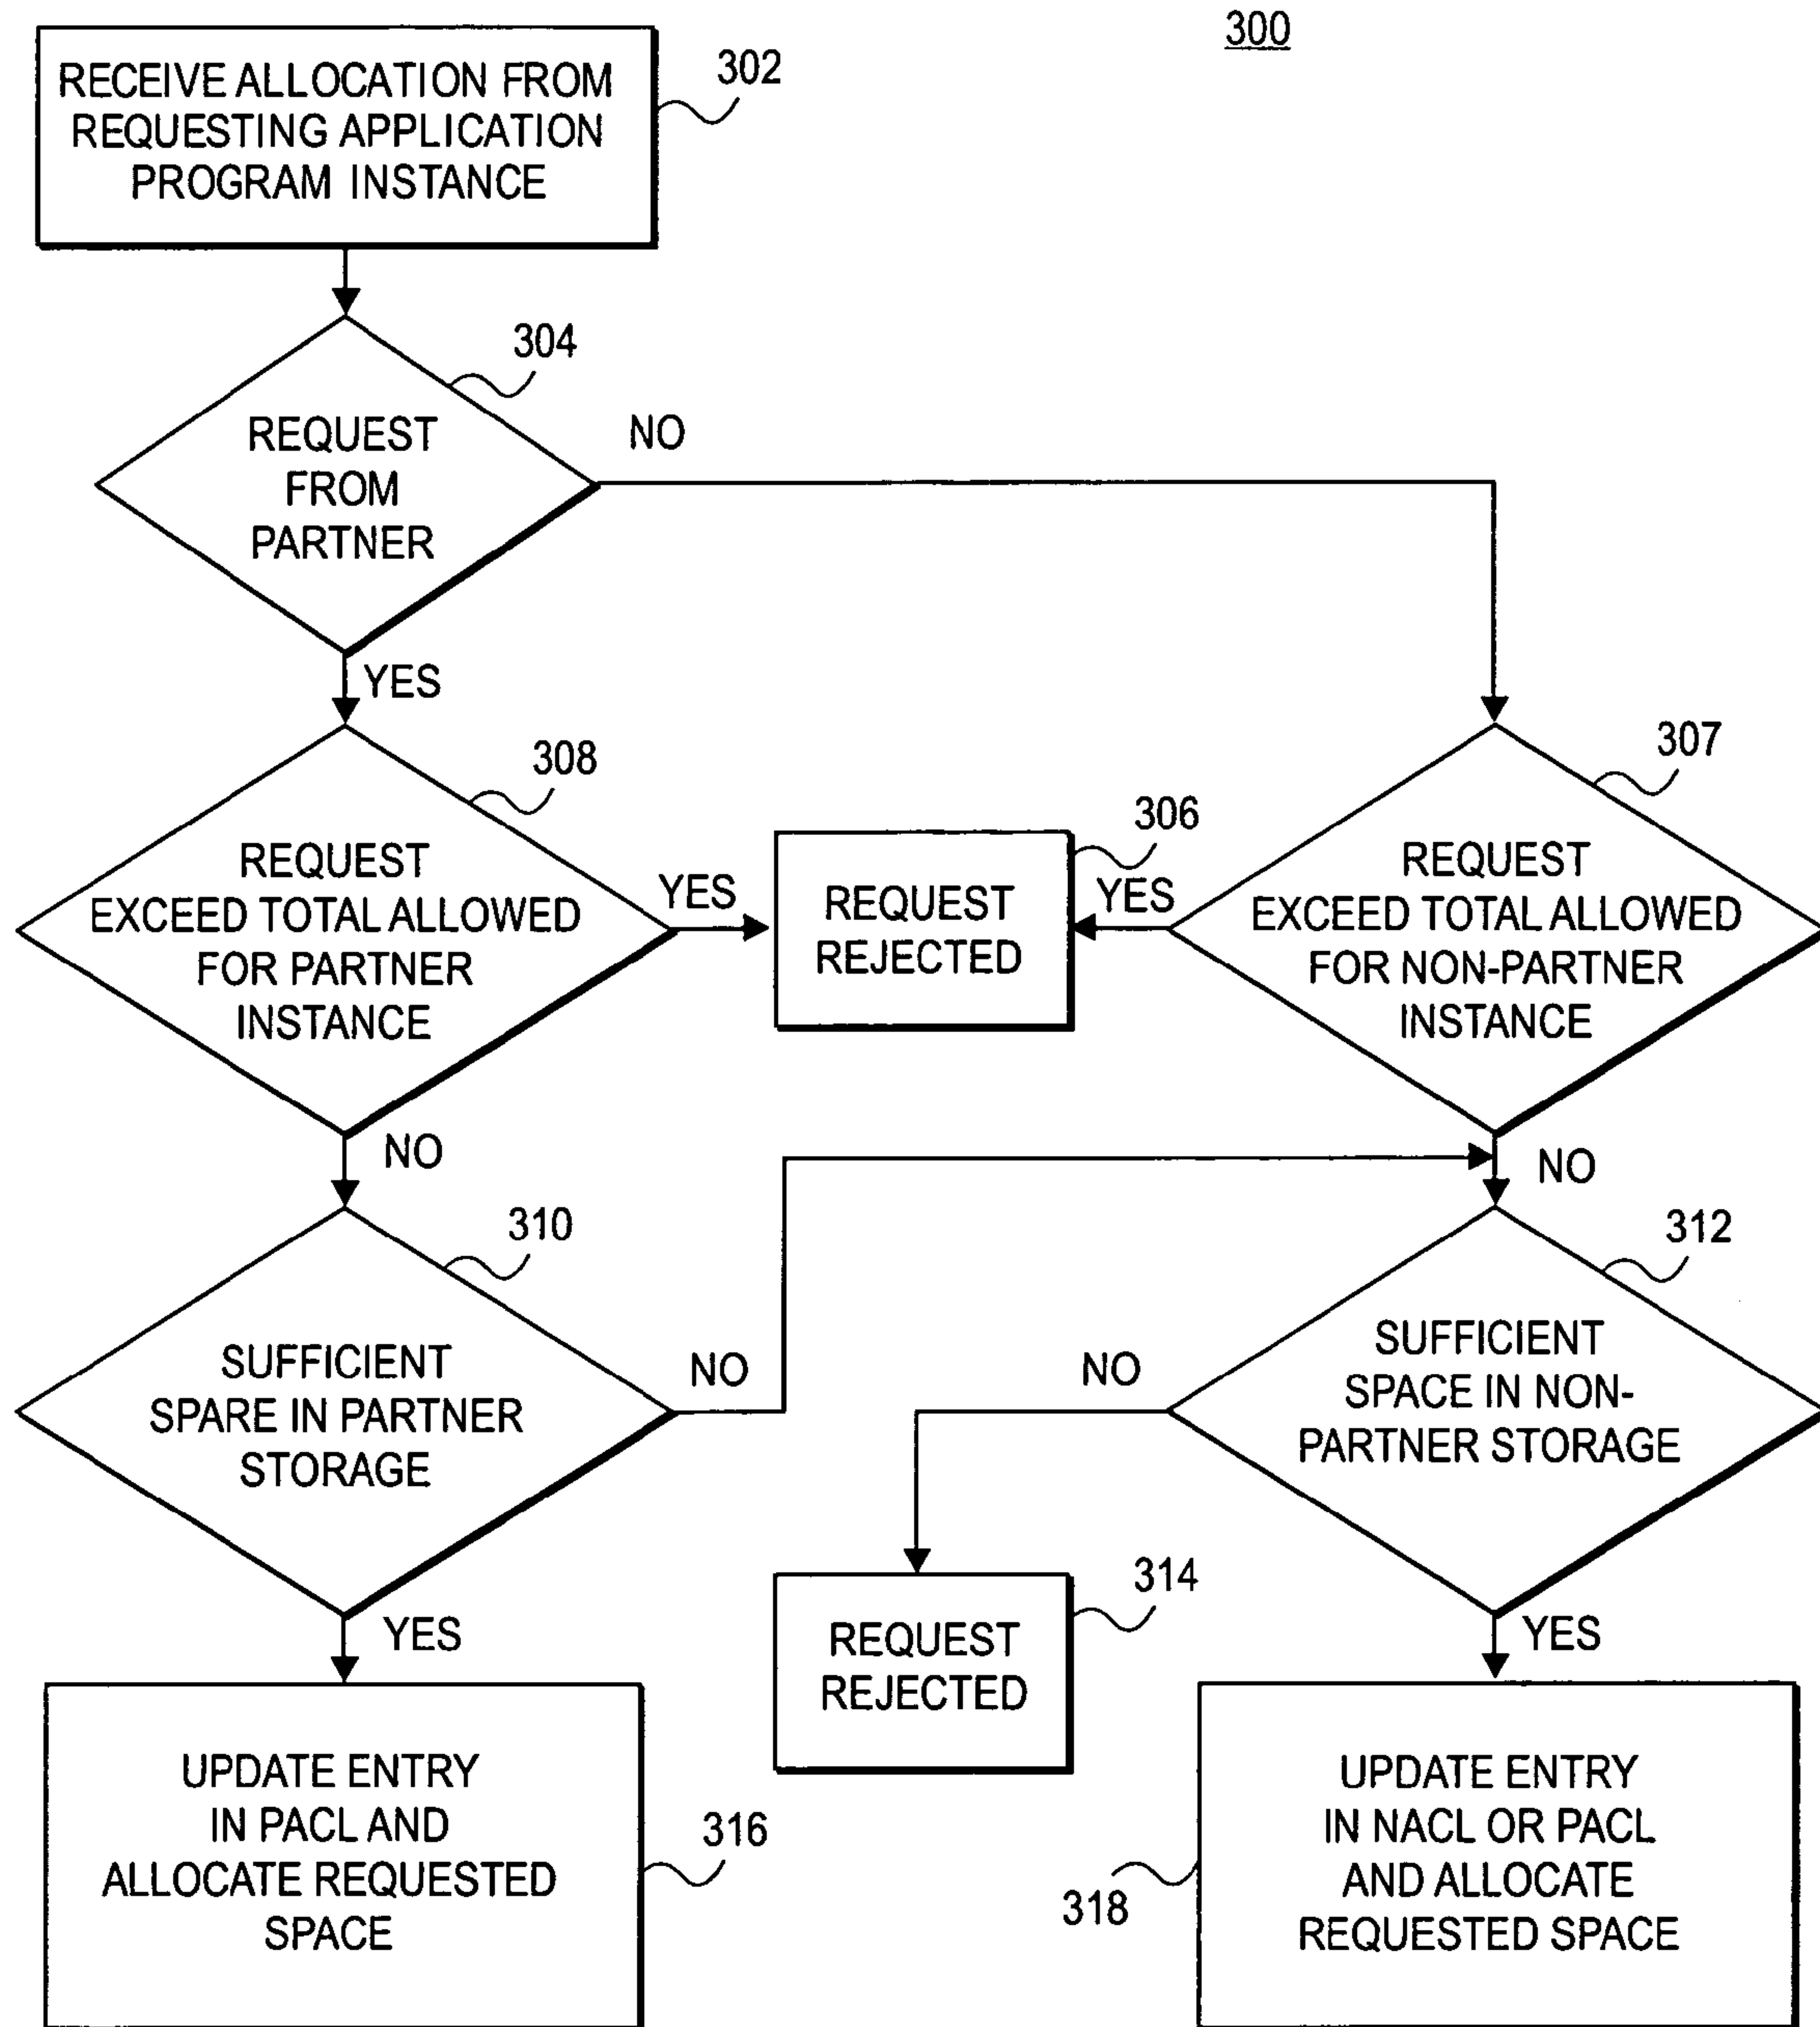 300
RECEIVE ALLOCATION FROM
REQUESTING APPLICATION
PROGRAM INSTANCE
302
304
REQUEST
FROM
PARTNER
NO
YES
308
REQUEST
EXCEED TOTAL ALLOWED
FOR PARTNER
INSTANCE
YES
306
REQUEST
REJECTED
YES
307
REQUEST
EXCEED TOTAL ALLOWED
FOR NON-PARTNER
INSTANCE
NO
NO
310
SUFFICIENT
SPARE IN PARTNER
STORAGE
NO
312
SUFFICIENT
SPACE IN NON-
PARTNER STORAGE
NO
314
REQUEST
REJECTED
YES
YES
UPDATE ENTRY
IN PACL AND
ALLOCATE REQUESTED
SPACE
316
318
UPDATE ENTRY
IN NACL OR PACL
AND ALLOCATE
REQUESTED SPACE